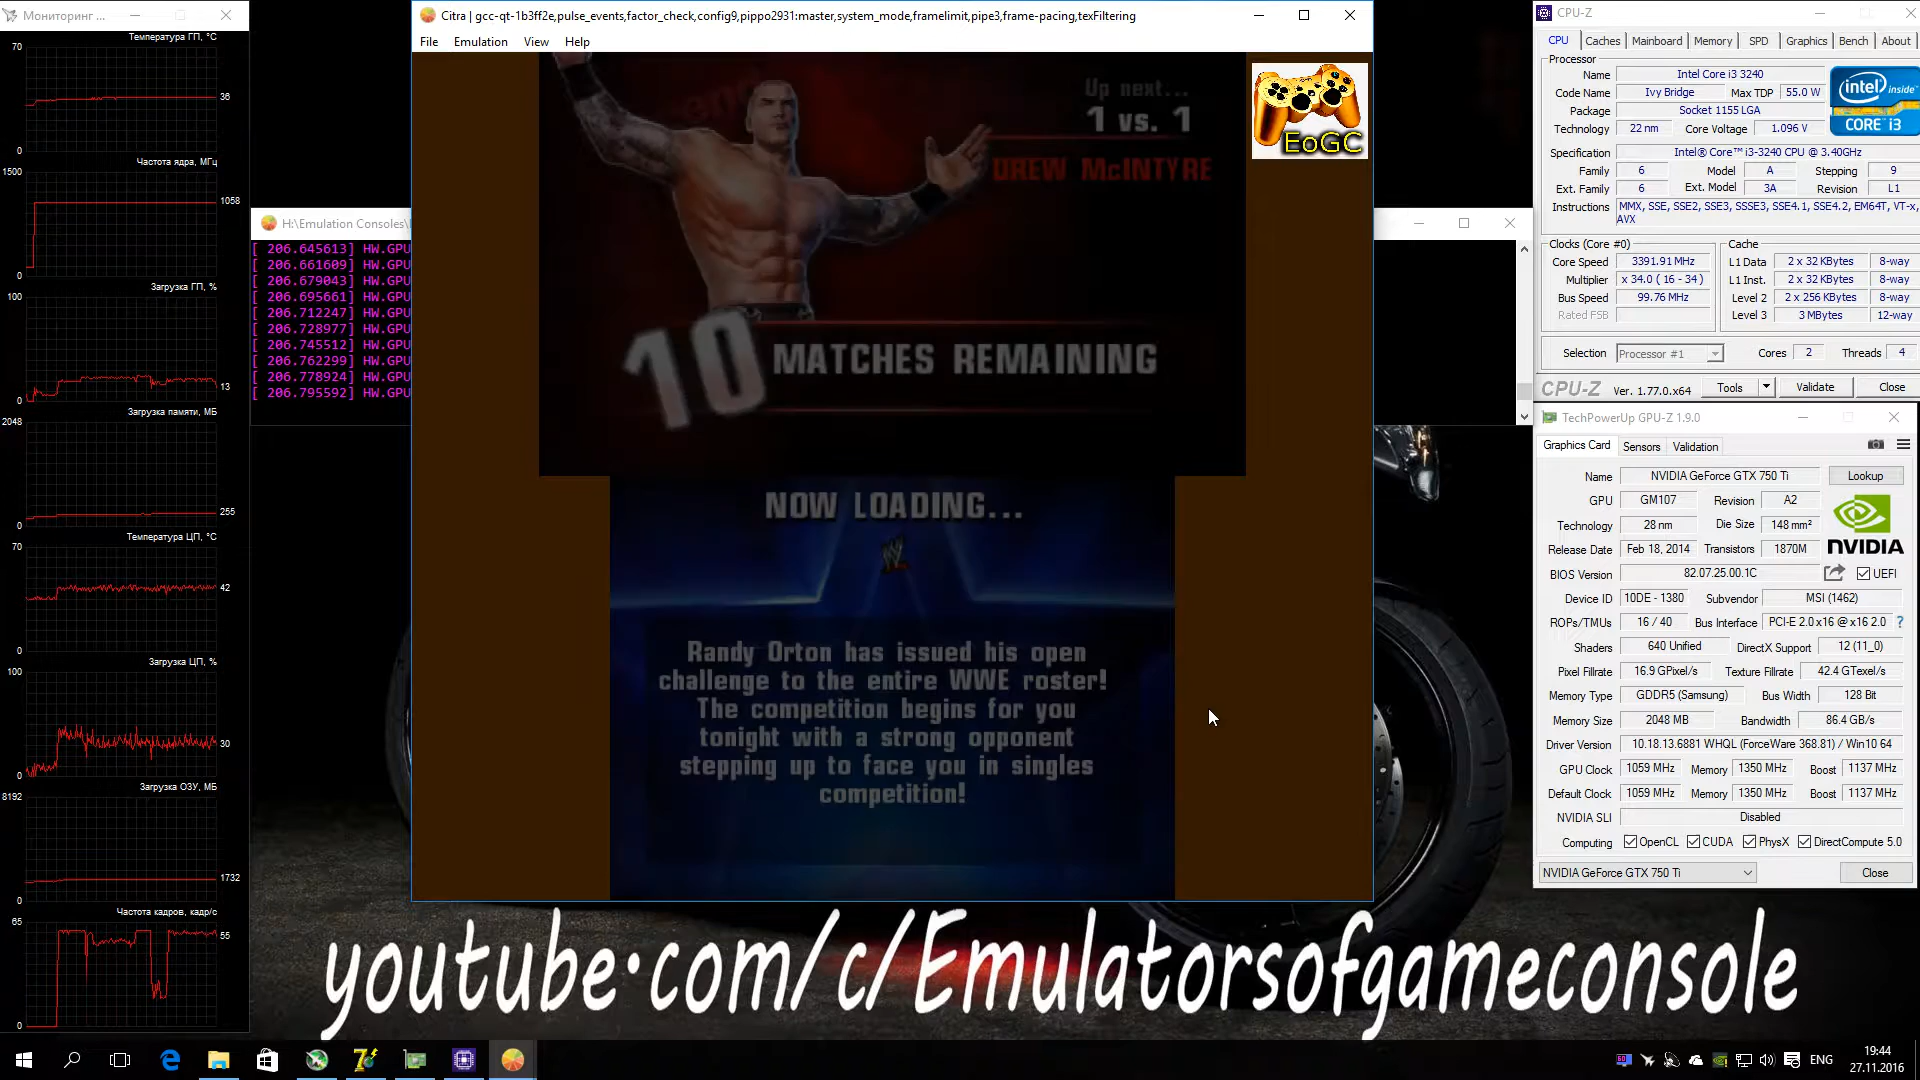 Мониторинг ...
Температура ГП, °C
70
36
0
Частота ядра, МГц
1500
1058
0
Загрузка ГП, %
100
13
0
Загрузка памяти, МБ
2048
255
0
Температура ЦП, °C
70
42
0
Загрузка ЦП, %
100
30
0
Загрузка ОЗУ, МБ
8192
1732
0
Частота кадров, кадр/с
65
55
0
H:\Emulation Consoles\
[ 206.645613] HW.GPU
[ 206.661609] HW.GPU
[ 206.679043] HW.GPU
[ 206.695661] HW.GPU
[ 206.712247] HW.GPU
[ 206.728977] HW.GPU
[ 206.745512] HW.GPU
[ 206.762299] HW.GPU
[ 206.778924] HW.GPU
[ 206.795592] HW.GPU
Citra | gcc-qt-1b3ff2e,pulse_events,factor_check,config9,pippo2931:master,system_mode,framelimit,pipe3,frame-pacing,texFiltering
File Emulation View Help
Up next...
1 vs. 1
DREW McINTYRE
10 MATCHES REMAINING
EoGC
NOW LOADING...
Randy Orton has issued his open
challenge to the entire WWE roster!
The competition begins for you
tonight with a strong opponent
stepping up to face you in singles
competition!
CPU-Z
CPU Caches Mainboard Memory SPD Graphics Bench About
Processor
Name Intel Core i3 3240
Code Name Ivy Bridge Max TDP 55.0 W
Package Socket 1155 LGA
Technology 22 nm Core Voltage 1.096 V
intel inside
CORE i3
Specification Intel® Core™ i3-3240 CPU @ 3.40GHz
Family 6 Model A Stepping 9
Ext. Family 6 Ext. Model 3A Revision L1
Instructions MMX, SSE, SSE2, SSE3, SSSE3, SSE4.1, SSE4.2, EM64T, VT-x,
AVX
Clocks (Core #0)
Core Speed 3391.91 MHz
Multiplier x 34.0 ( 16 - 34 )
Bus Speed 99.76 MHz
Rated FSB
Cache
L1 Data 2 x 32 KBytes 8-way
L1 Inst. 2 x 32 KBytes 8-way
Level 2 2 x 256 KBytes 8-way
Level 3 3 MBytes 12-way
Selection Processor #1 Cores 2 Threads 4
CPU-Z Ver. 1.77.0.x64 Tools Validate Close
TechPowerUp GPU-Z 1.9.0
Graphics Card Sensors Validation
Name NVIDIA GeForce GTX 750 Ti Lookup
GPU GM107 Revision A2
Technology 28 nm Die Size 148 mm²
Release Date Feb 18, 2014 Transistors 1870M
NVIDIA
BIOS Version 82.07.25.00.1C UEFI
Device ID 10DE - 1380 Subvendor MSI (1462)
ROPs/TMUs 16 / 40 Bus Interface PCI-E 2.0 x16 @ x16 2.0 ?
Shaders 640 Unified DirectX Support 12 (11_0)
Pixel Fillrate 16.9 GPixel/s Texture Fillrate 42.4 GTexel/s
Memory Type GDDR5 (Samsung) Bus Width 128 Bit
Memory Size 2048 MB Bandwidth 86.4 GB/s
Driver Version 10.18.13.6881 WHQL (ForceWare 368.81) / Win10 64
GPU Clock 1059 MHz Memory 1350 MHz Boost 1137 MHz
Default Clock 1059 MHz Memory 1350 MHz Boost 1137 MHz
NVIDIA SLI Disabled
Computing OpenCL CUDA PhysX DirectCompute 5.0
NVIDIA GeForce GTX 750 Ti Close
youtube.com/c/Emulatorsofgameconsole
ENG
19:44
27.11.2016